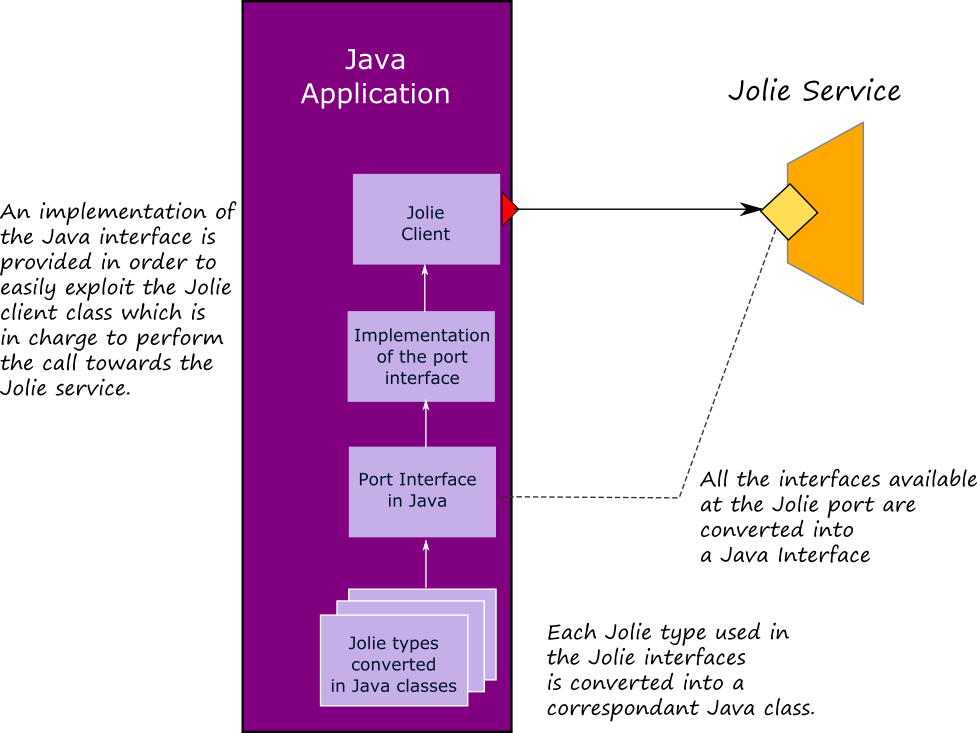 Java
Application
Jolie Service
Jolie
Client
An implementation of
the Java interface is
provided in order to
easily exploit the Jolie
client class which is
in charge to perform
the call towards the
Jolie service.
Implementation
of the port
interface
Port Interface
in Java
All the interfaces available
at the Jolie port are
converted into
a Java Interface
Jolie types
converted
in Java classes
Each Jolie type used in
the Jolie interfaces
is converted into a
correspondant Java class.